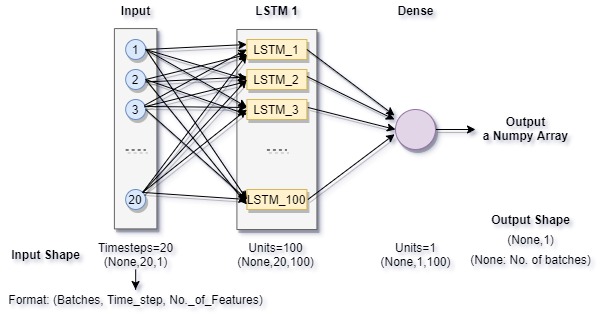 Input
LSTM 1
Dense
1
2
3
20
LSTM_1
LSTM_2
LSTM_3
LSTM_100
Output
a Numpy Array
Input Shape
Timesteps=20
(None,20,1)
Units=100
(None,20,100)
Units=1
(None,1,100)
Output Shape
(None,1)
(None: No. of batches)
Format: (Batches, Time_step, No._of_Features)